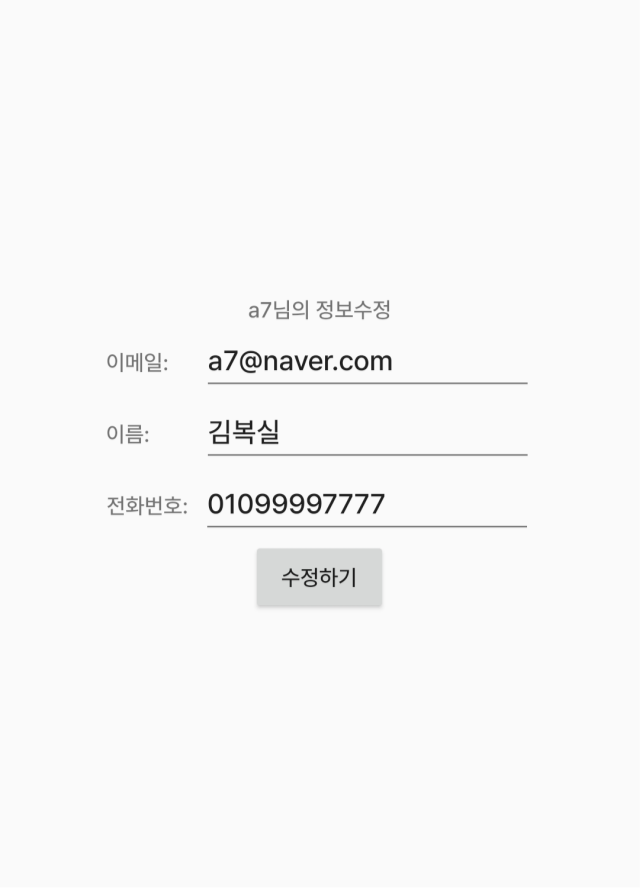 a7님의 정보수정
이메일: a7@naver.com
이름: 김복실
전화번호: 01099997777
수정하기